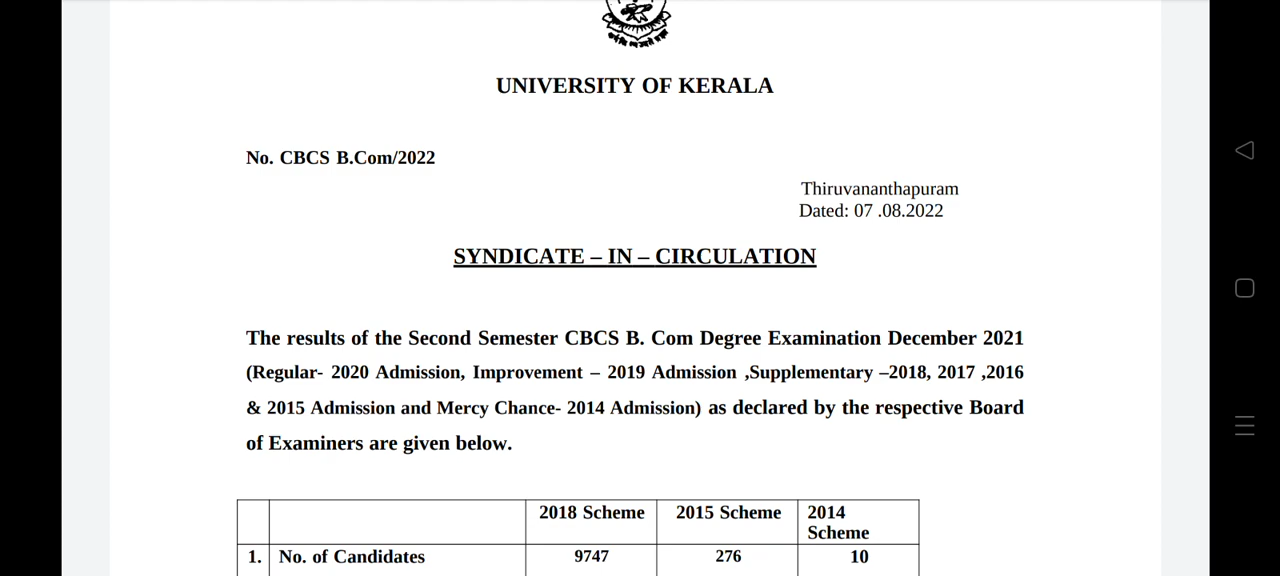 UNIVERSITY OF KERALA
No. CBCS B.Com/2022
Thiruvananthapuram
Dated: 07 .08.2022
SYNDICATE – IN – CIRCULATION
The results of the Second Semester CBCS B. Com Degree Examination December 2021
(Regular- 2020 Admission, Improvement – 2019 Admission ,Supplementary –2018, 2017 ,2016
& 2015 Admission and Mercy Chance- 2014 Admission) as declared by the respective Board
of Examiners are given below.
2018 Scheme 2015 Scheme 2014
Scheme
1. No. of Candidates 9747 276 10